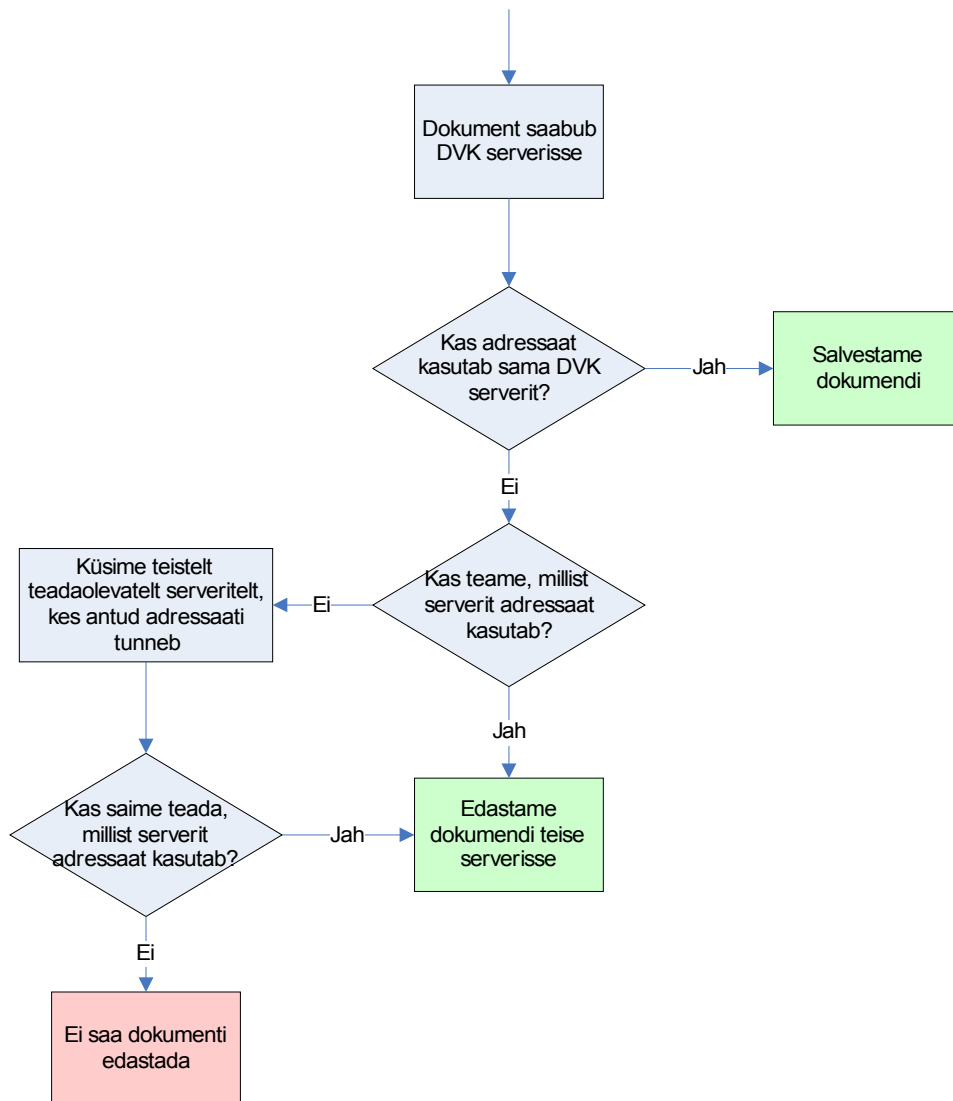 Dokument saabub
DVK serverisse
Kas adressaat
kasutab sama DVK
serverit?
Jah
Salvestame
dokumendi
Ei
Kas teame, millist
serverit adressaat
kasutab?
Ei
Küsime teistelt
teadaolevatelt serveritelt,
kes antud adressaati
tunneb
Jah
Kas saime teada,
millist serverit
adressaat kasutab?
Jah
Edastame
dokumendi teise
serverisse
Ei
Ei saa dokumenti
edastada